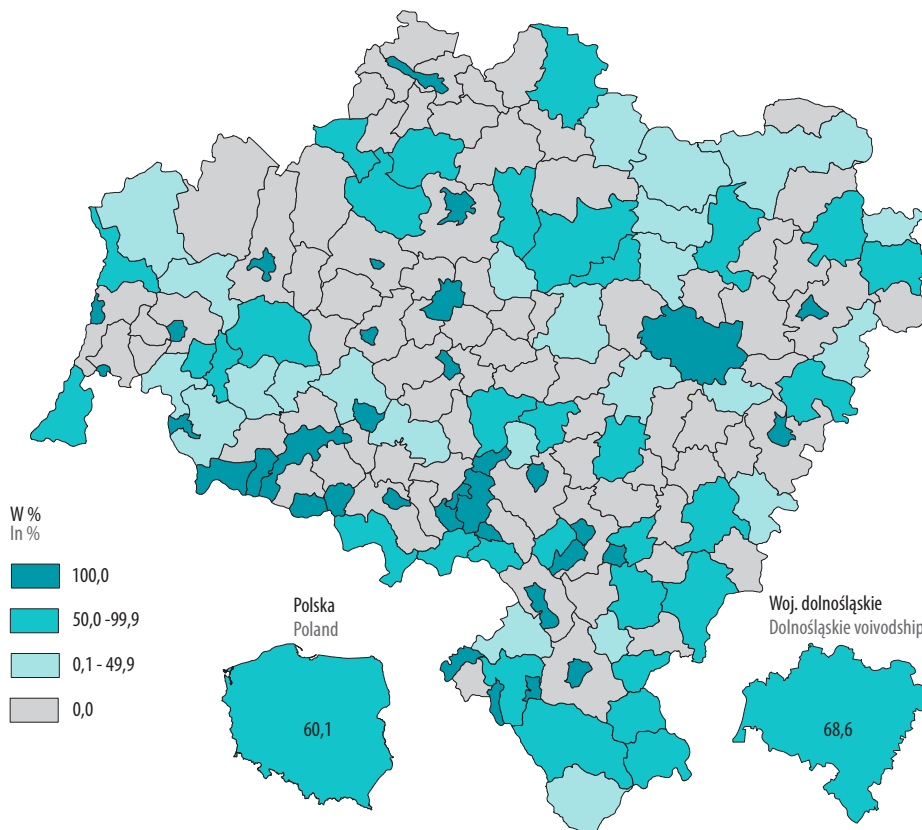 W %
In %
100,0
50,0 -99,9
0,1 - 49,9
0,0
Polska
Poland
60,1
Woj. dolnośląskie
Dolnośląskie voivodship
68,6